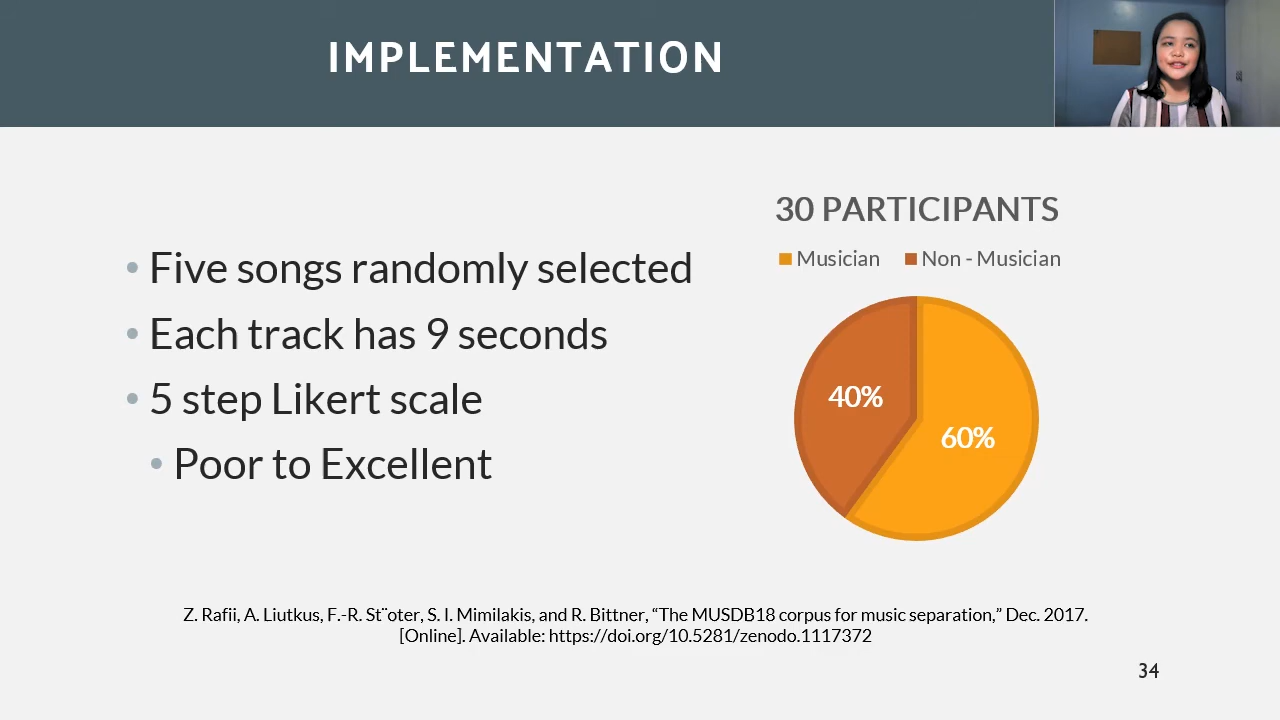 IMPLEMENTATION
30 PARTICIPANTS
Musician Non - Musician
• Five songs randomly selected
• Each track has 9 seconds
• 5 step Likert scale
• Poor to Excellent
40%
60%
Z. Rafii, A. Liutkus, F.-R. St¨oter, S. I. Mimilakis, and R. Bittner, “The MUSDB18 corpus for music separation,” Dec. 2017.
[Online]. Available: https://doi.org/10.5281/zenodo.1117372
34